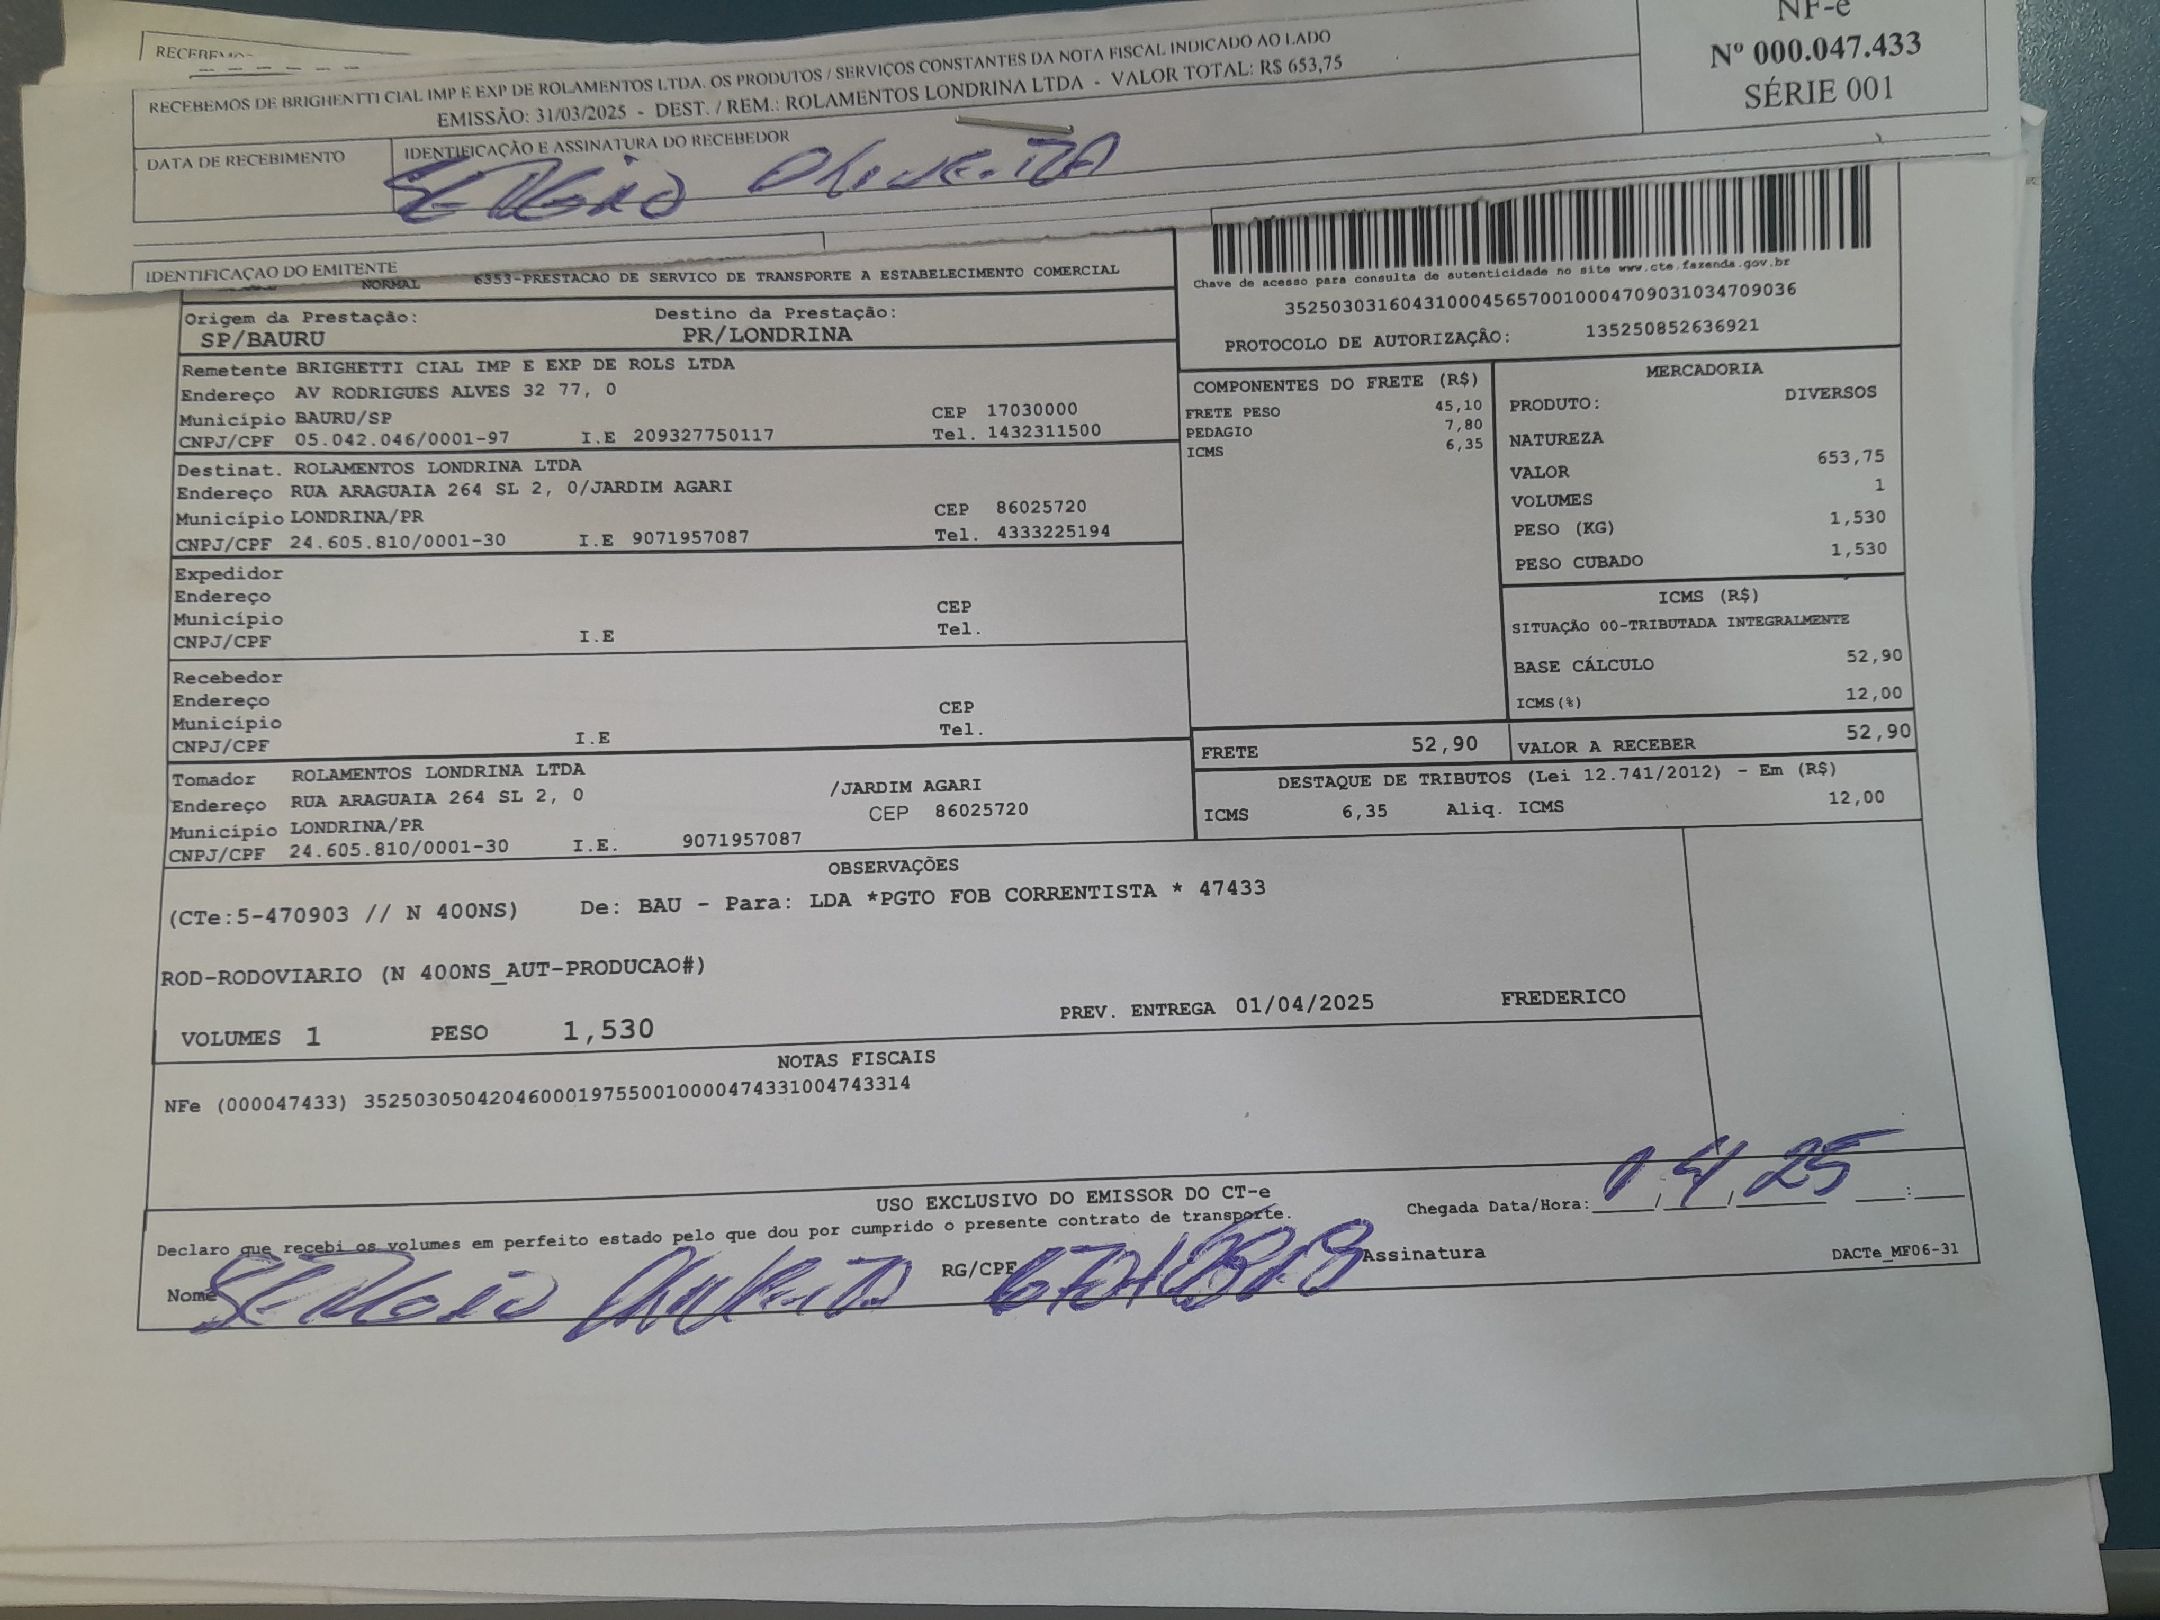 NF-e
Nº 000.047.433
SÉRIE 001
RECEBEMOS DE BRIGHENTTI CIAL IMP E EXP DE ROLAMENTOS LTDA. OS PRODUTOS / SERVIÇOS CONSTANTES DA NOTA FISCAL INDICADO AO LADO
EMISSÃO: 31/03/2025 - DEST. / REM.: ROLAMENTOS LONDRINA LTDA - VALOR TOTAL: R$ 653,75
DATA DE RECEBIMENTO
IDENTIFICAÇÃO E ASSINATURA DO RECEBEDOR
SERGIO OLIVEIRA
IDENTIFICAÇÃO DO EMITENTE
NORMAL 6353-PRESTACAO DE SERVICO DE TRANSPORTE A ESTABELECIMENTO COMERCIAL
Chave de acesso para consulta de autenticidade no site www.cte.fazenda.gov.br
35250303160431000456570010004709031034709036
PROTOCOLO DE AUTORIZAÇÃO: 135250852636921
Origem da Prestação: Destino da Prestação:
SP/BAURU PR/LONDRINA
Remetente BRIGHETTI CIAL IMP E EXP DE ROLS LTDA
Endereço AV RODRIGUES ALVES 32 77, 0
Município BAURU/SP CEP 17030000
CNPJ/CPF 05.042.046/0001-97 I.E 209327750117 Tel. 1432311500
Destinat. ROLAMENTOS LONDRINA LTDA
Endereço RUA ARAGUAIA 264 SL 2, 0/JARDIM AGARI
Município LONDRINA/PR CEP 86025720
CNPJ/CPF 24.605.810/0001-30 I.E 9071957087 Tel. 4333225194
Expedidor
Endereço
Município CEP
CNPJ/CPF I.E Tel.
Recebedor
Endereço
Município CEP
CNPJ/CPF I.E Tel.
Tomador ROLAMENTOS LONDRINA LTDA
Endereço RUA ARAGUAIA 264 SL 2, 0 /JARDIM AGARI
Município LONDRINA/PR CEP 86025720
CNPJ/CPF 24.605.810/0001-30 I.E. 9071957087
COMPONENTES DO FRETE (R$)
FRETE PESO 45,10
PEDAGIO 7,80
ICMS 6,35
MERCADORIA
PRODUTO: DIVERSOS
NATUREZA
VALOR 653,75
VOLUMES 1
PESO (KG) 1,530
PESO CUBADO 1,530
ICMS (R$)
SITUAÇÃO 00-TRIBUTADA INTEGRALMENTE
BASE CÁLCULO 52,90
ICMS(%) 12,00
FRETE 52,90 VALOR A RECEBER 52,90
DESTAQUE DE TRIBUTOS (Lei 12.741/2012) - Em (R$)
ICMS 6,35 Aliq. ICMS 12,00
OBSERVAÇÕES
(CTe:5-470903 // N 400NS) De: BAU - Para: LDA *PGTO FOB CORRENTISTA * 47433
ROD-RODOVIARIO (N 400NS_AUT-PRODUCAO#)
VOLUMES 1 PESO 1,530 PREV. ENTREGA 01/04/2025 FREDERICO
NOTAS FISCAIS
NFe (000047433) 35250305042046000197550010000474331004743314
USO EXCLUSIVO DO EMISSOR DO CT-e
Declaro que recebi os volumes em perfeito estado pelo que dou por cumprido o presente contrato de transporte.
Chegada Data/Hora: / 4 / 25 :
Nome SERGIO OLIVEIRA RG/CPF Assinatura
DACTe_MF06-31